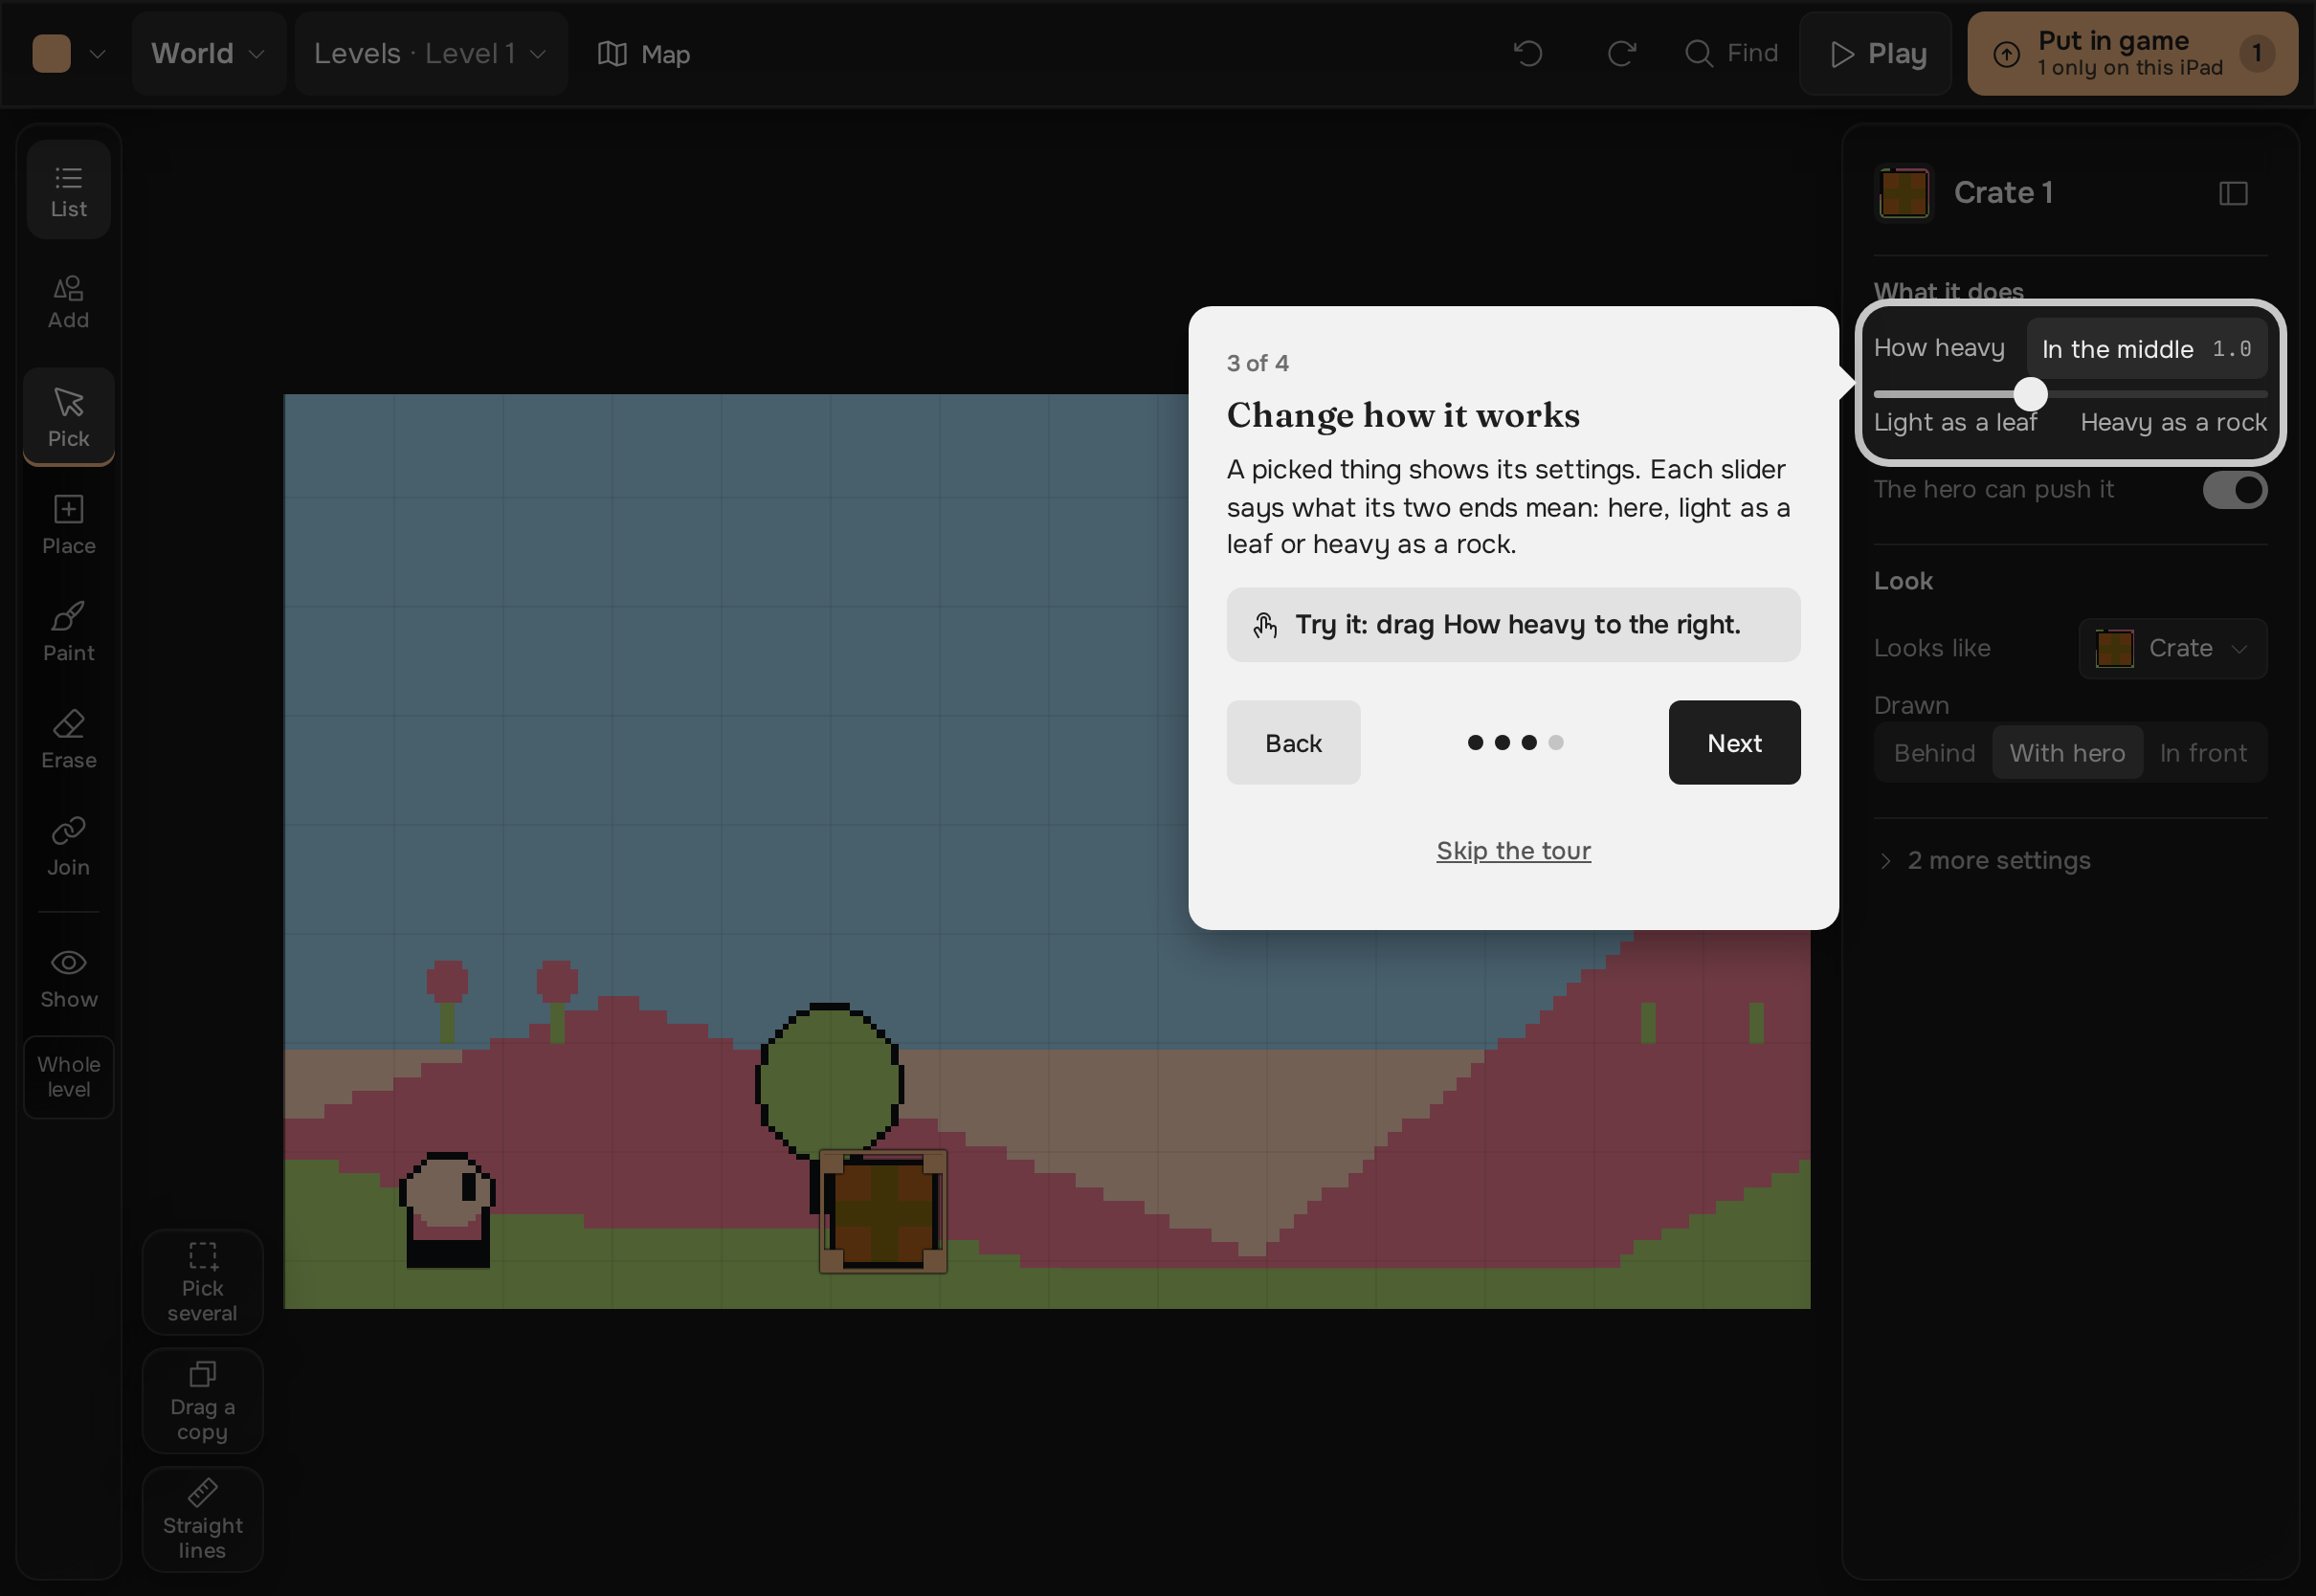 World
Levels · Level 1
Map
Find
Play
Put in game
1 only on this iPad
1
List
Add
Pick
Place
Paint
Erase
Join
Show
Whole
level
Pick
several
Drag a
copy
Straight
lines
3 of 4
Change how it works
A picked thing shows its settings. Each slider
says what its two ends mean: here, light as a
leaf or heavy as a rock.
Try it: drag How heavy to the right.
Back
Next
Skip the tour
Crate 1
What it does
How heavy
In the middle 1.0
Light as a leaf
Heavy as a rock
The hero can push it
Look
Looks like
Crate
Drawn
Behind
With hero
In front
2 more settings